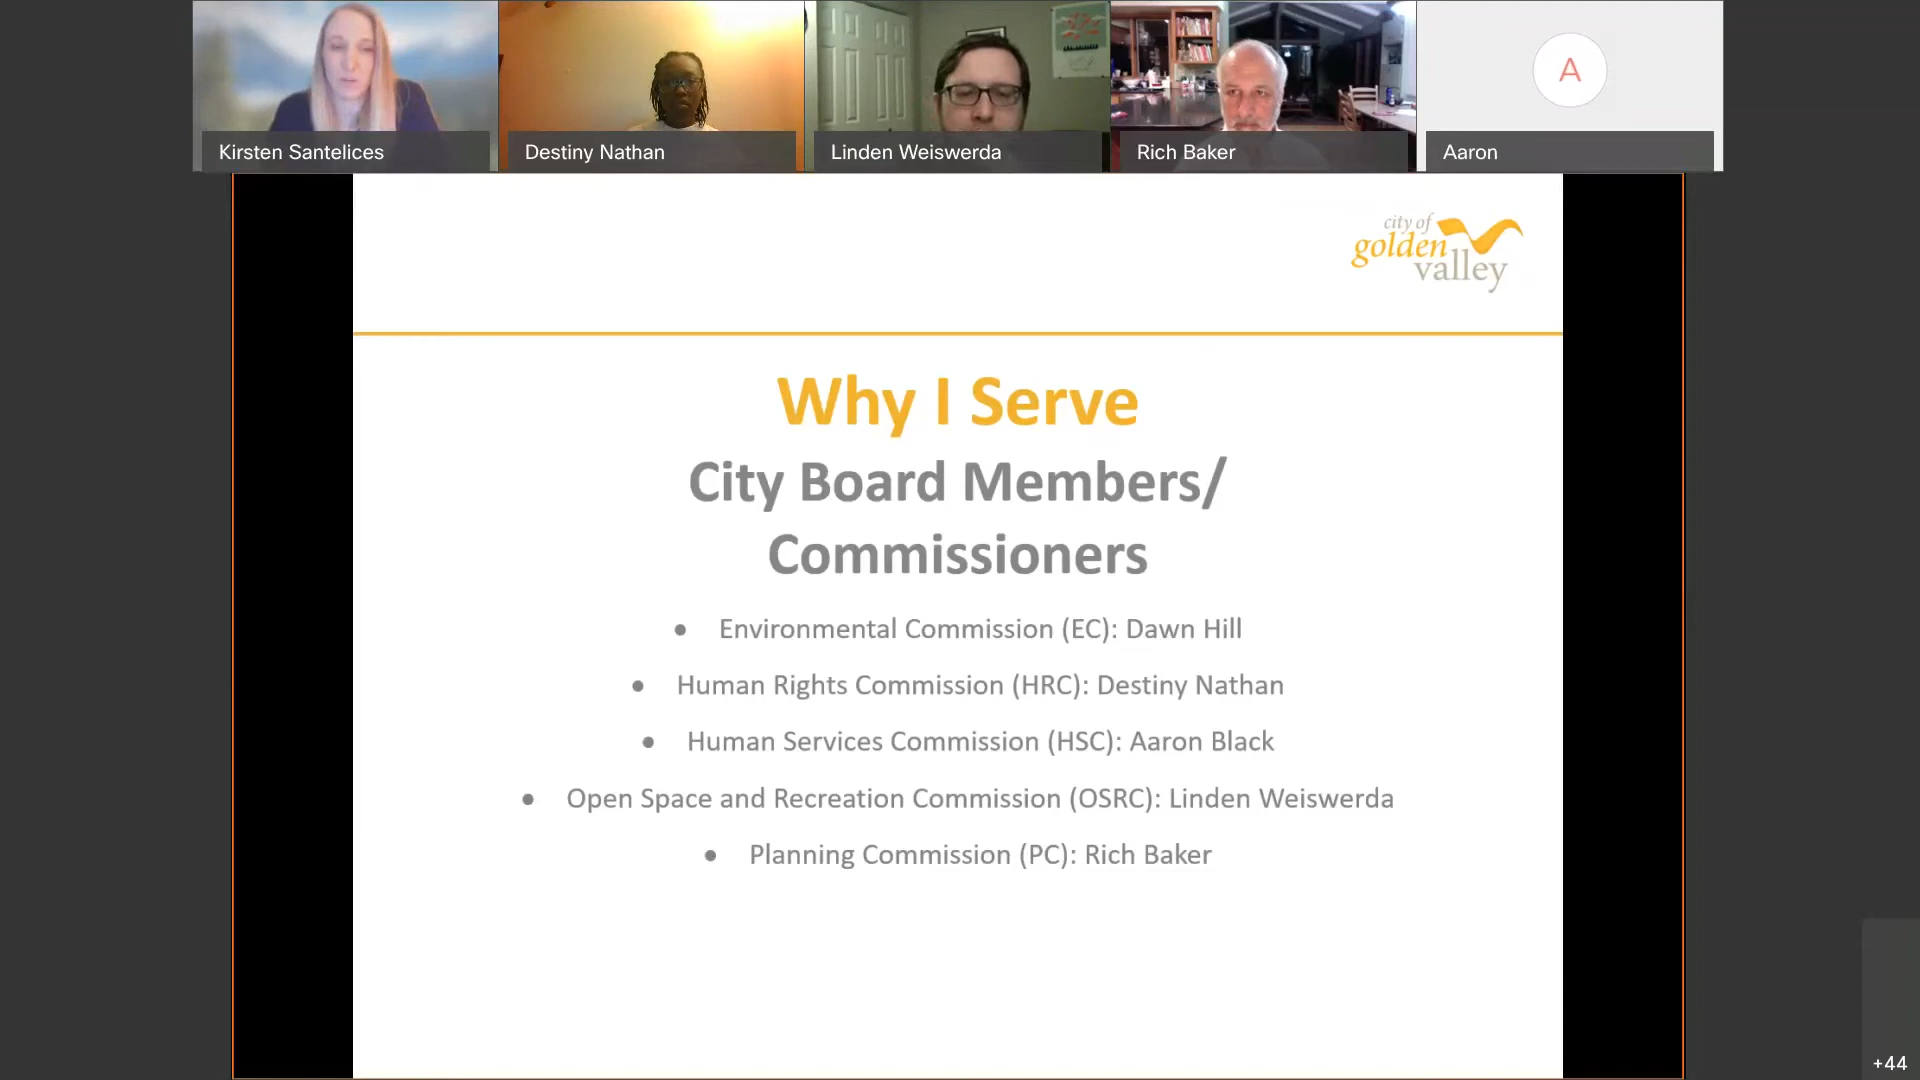 Kirsten Santelices
Destiny Nathan
Linden Weiswerda
Rich Baker
A
Aaron
city of
golden
valley
Why I Serve
City Board Members/
Commissioners
• Environmental Commission (EC): Dawn Hill
• Human Rights Commission (HRC): Destiny Nathan
• Human Services Commission (HSC): Aaron Black
• Open Space and Recreation Commission (OSRC): Linden Weiswerda
• Planning Commission (PC): Rich Baker
+44